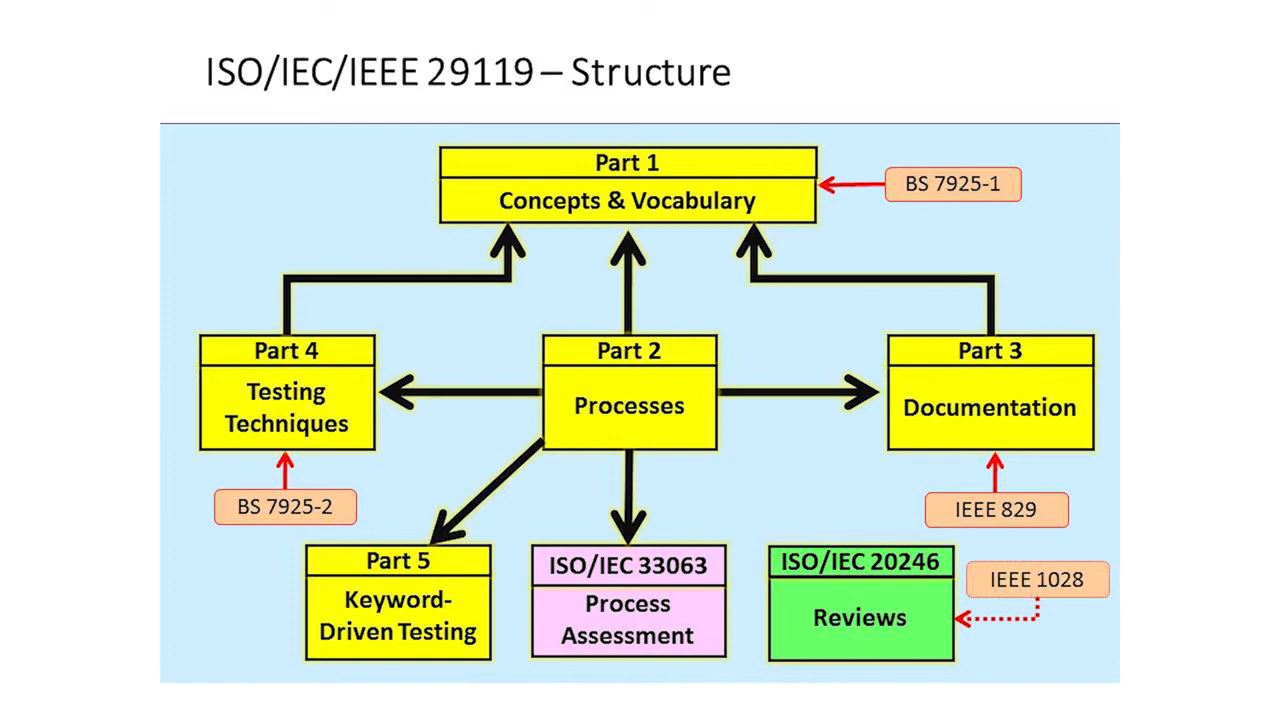 ISO/IEC/IEEE 29119 – Structure
Part 1
Concepts & Vocabulary
BS 7925-1
Part 4
Testing
Techniques
Part 2
Processes
Part 3
Documentation
BS 7925-2
IEEE 829
Part 5
Keyword-
Driven Testing
ISO/IEC 33063
Process
Assessment
ISO/IEC 20246
Reviews
IEEE 1028